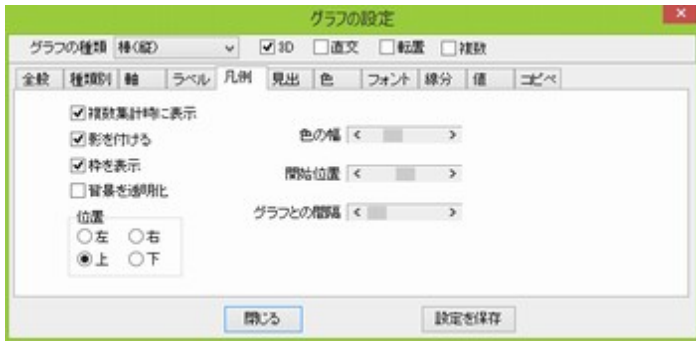 グラフの設定
グラフの種類 棒(縦) 3D 直交 転置 複数
全般 種類別 軸 ラベル 凡例 見出 色 フォント 線分 値 コピペ
複数集計時に表示
影を付ける
枠を表示
背景を透明化
位置
左 右
上 下
色の幅
開始位置
グラフとの間隔
閉じる 設定を保存